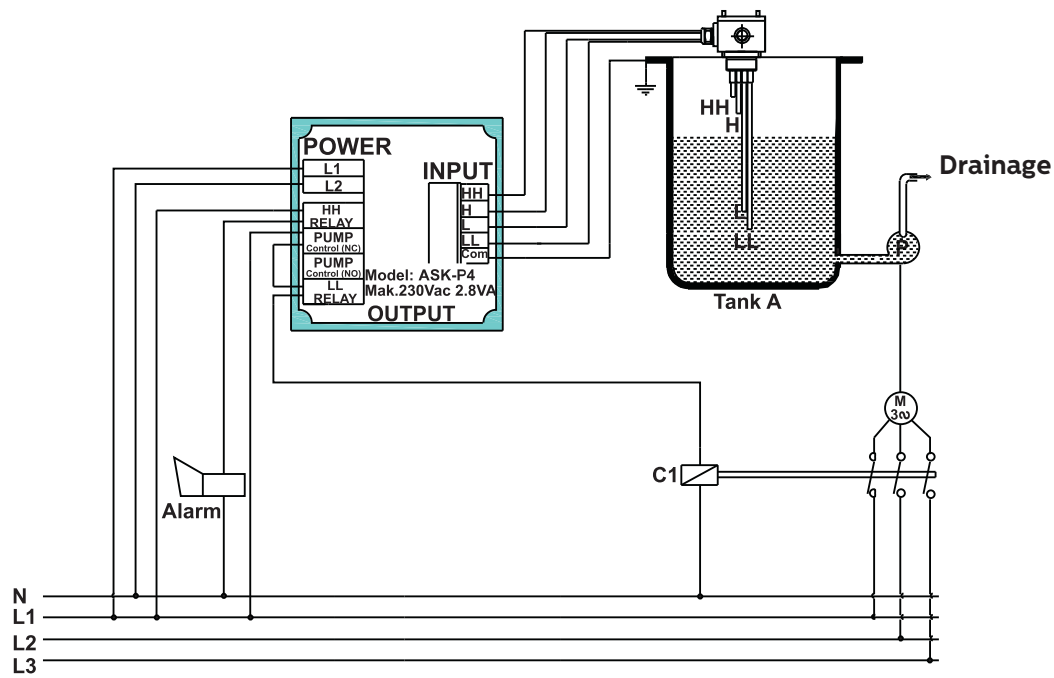 HH
H
L
LL
Drainage
Tank A
POWER
L1
L2
HH
RELAY
PUMP
Control (NC)
PUMP
Control (NO)
LL
RELAY
INPUT
HH
H
L
LL
Com
Model: ASK-P4
Mak.230Vac 2.8VA
OUTPUT
P
M
3∾
C1
Alarm
N
L1
L2
L3